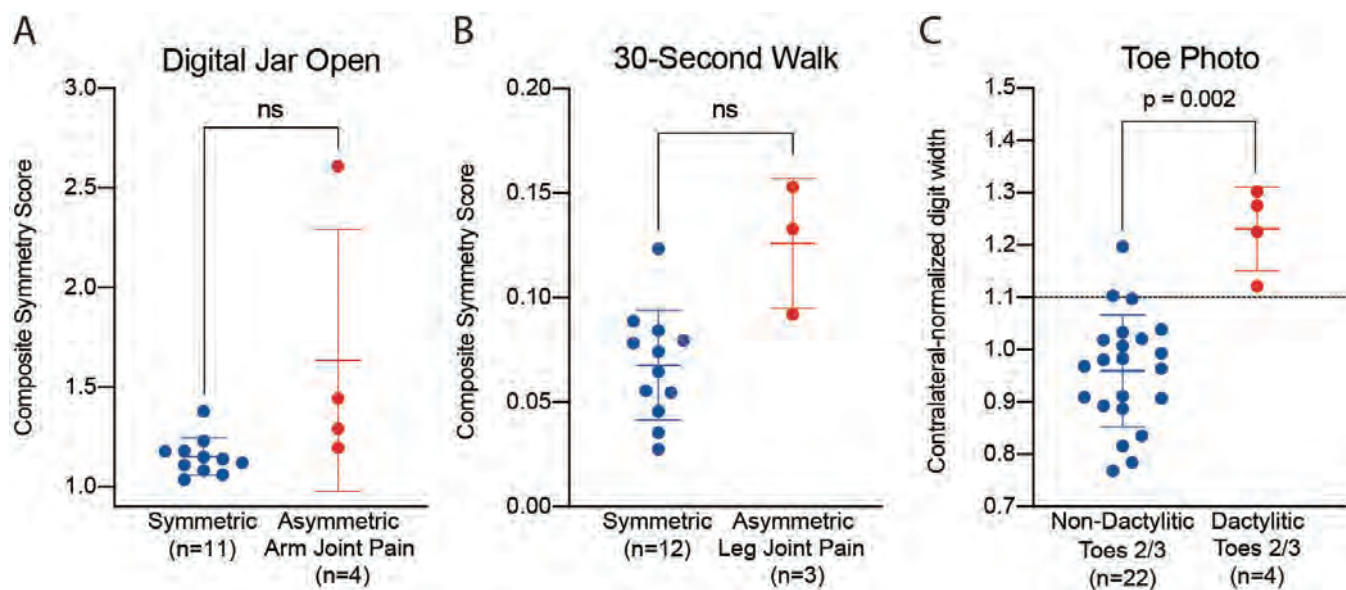 A
Digital Jar Open
Composite Symmetry Score
3.0
2.5
2.0
1.5
1.0
ns
Symmetric
(n=11)
Asymmetric
Arm Joint Pain
(n=4)
B
30-Second Walk
Composite Symmetry Score
0.20
0.15
0.10
0.05
0.00
ns
Symmetric
(n=12)
Asymmetric
Leg Joint Pain
(n=3)
C
Toe Photo
Contralateral-normalized digit width
1.5
1.4
1.3
1.2
1.1
1.0
0.9
0.8
0.7
p = 0.002
Non-Dactylitic
Toes 2/3
(n=22)
Dactylitic
Toes 2/3
(n=4)